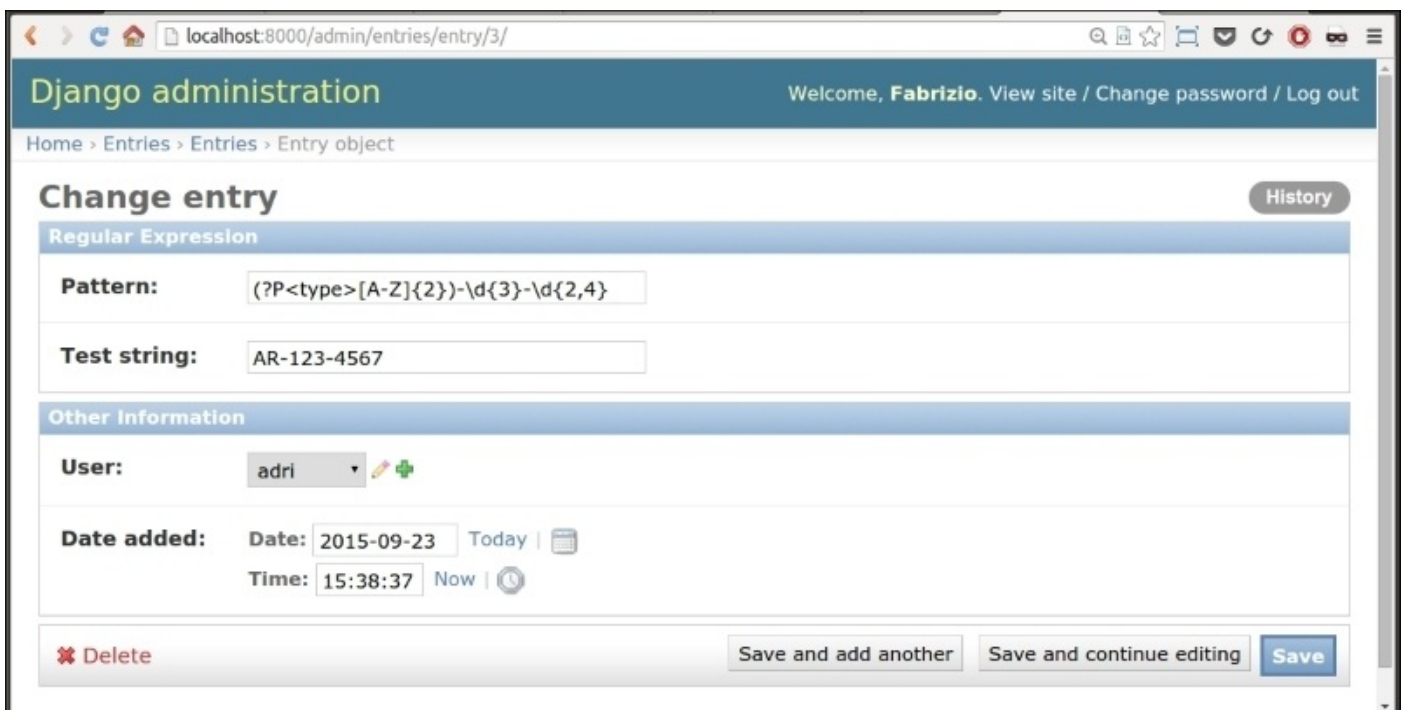 localhost:8000/admin/entries/entry/3/
Django administration
Welcome, Fabrizio. View site / Change password / Log out
Home › Entries › Entries › Entry object
Change entry
History
Regular Expression
Pattern: (?P<type>[A-Z]{2})-\d{3}-\d{2,4}
Test string: AR-123-4567
Other Information
User: adri
Date added: Date: 2015-09-23 Today |
Time: 15:38:37 Now |
Delete Save and add another Save and continue editing Save